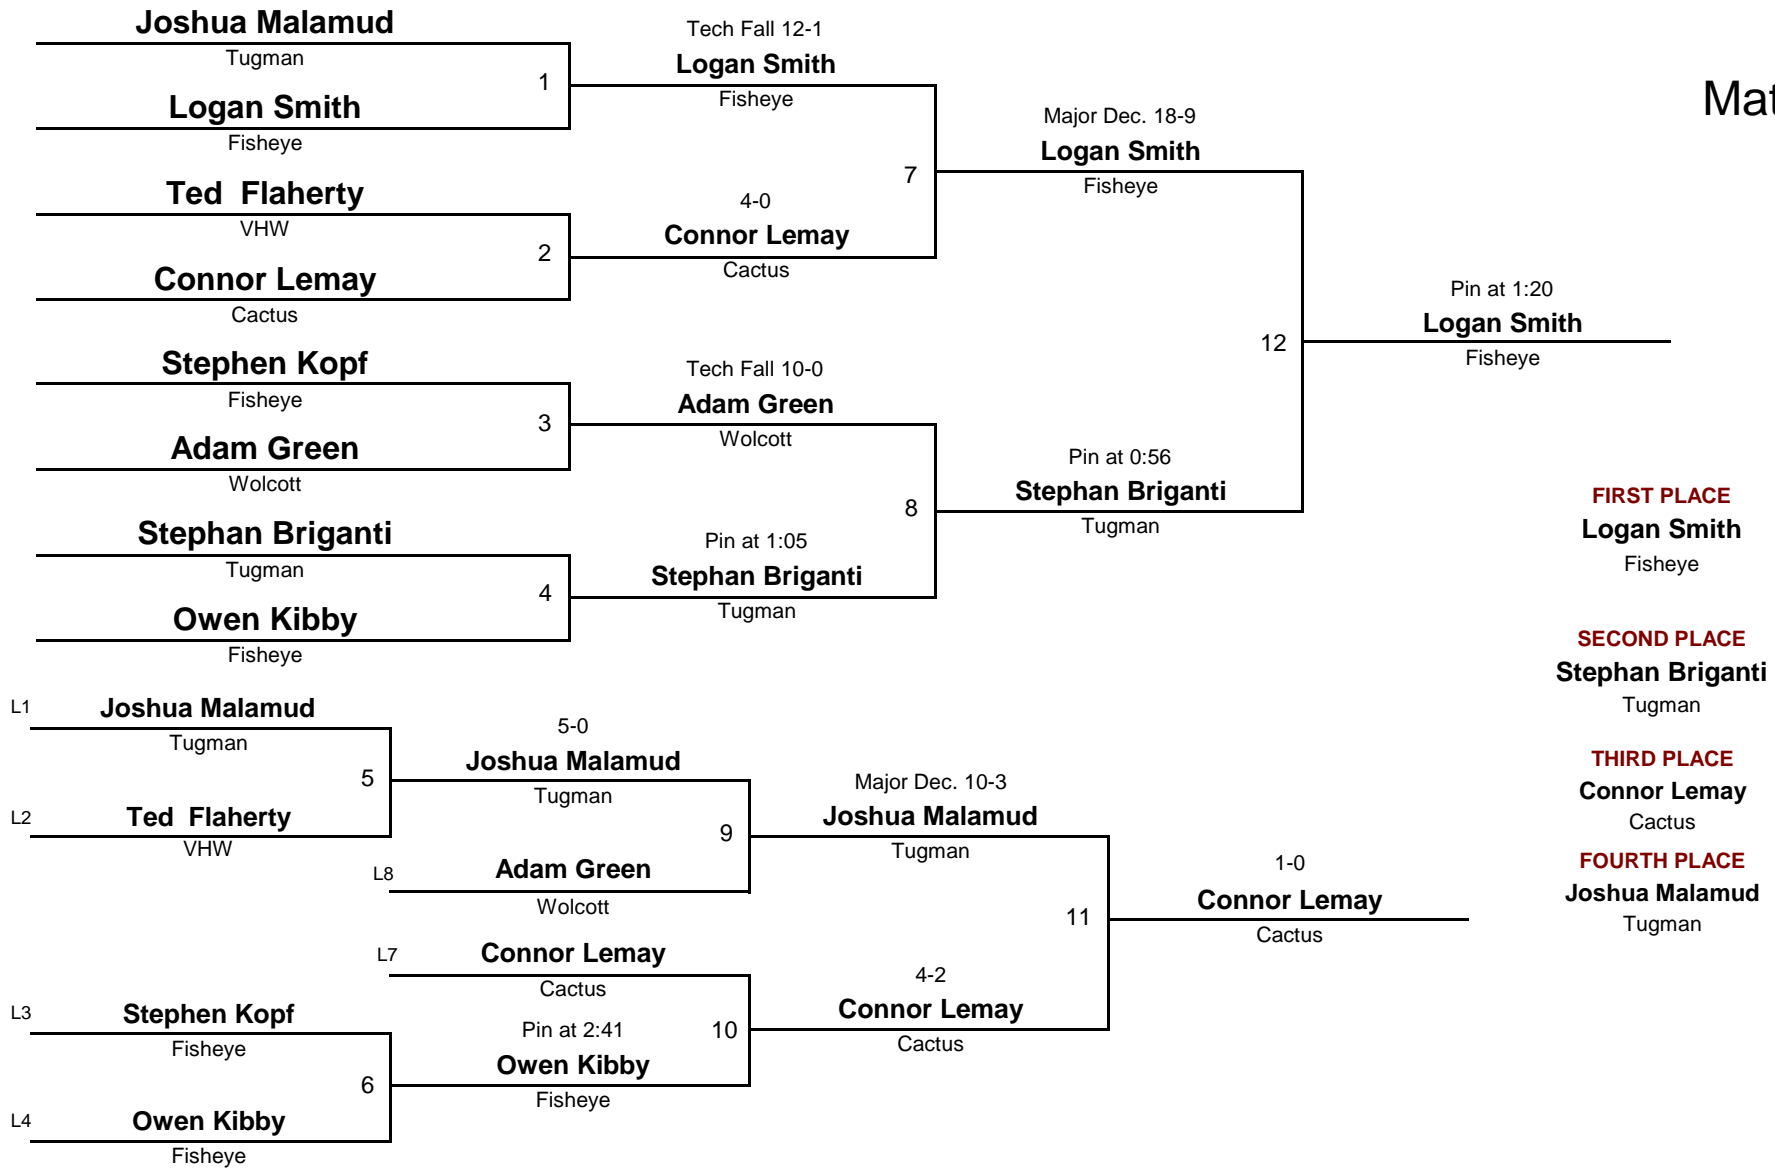 Joshua Malamud
Tugman
1
Logan Smith
Fisheye
Ted  Flaherty
VHW
2
Connor Lemay
Cactus
Stephen Kopf
Fisheye
3
Adam Green
Wolcott
Stephan Briganti
Tugman
4
Owen Kibby
Fisheye
Tech Fall 12-1
Logan Smith
Fisheye
7
4-0
Connor Lemay
Cactus
Tech Fall 10-0
Adam Green
Wolcott
8
Pin at 1:05
Stephan Briganti
Tugman
Major Dec. 18-9
Logan Smith
Fisheye
12
Pin at 0:56
Stephan Briganti
Tugman
Pin at 1:20
Logan Smith
Fisheye
Mat
FIRST PLACE
Logan Smith
Fisheye
SECOND PLACE
Stephan Briganti
Tugman
THIRD PLACE
Connor Lemay
Cactus
FOURTH PLACE
Joshua Malamud
Tugman
L1 Joshua Malamud
Tugman
5
L2 Ted  Flaherty
VHW
L3 Stephen Kopf
Fisheye
6
L4 Owen Kibby
Fisheye
5-0
Joshua Malamud
Tugman
9
L8 Adam Green
Wolcott
L7 Connor Lemay
Cactus
10
Pin at 2:41
Owen Kibby
Fisheye
Major Dec. 10-3
Joshua Malamud
Tugman
11
4-2
Connor Lemay
Cactus
1-0
Connor Lemay
Cactus